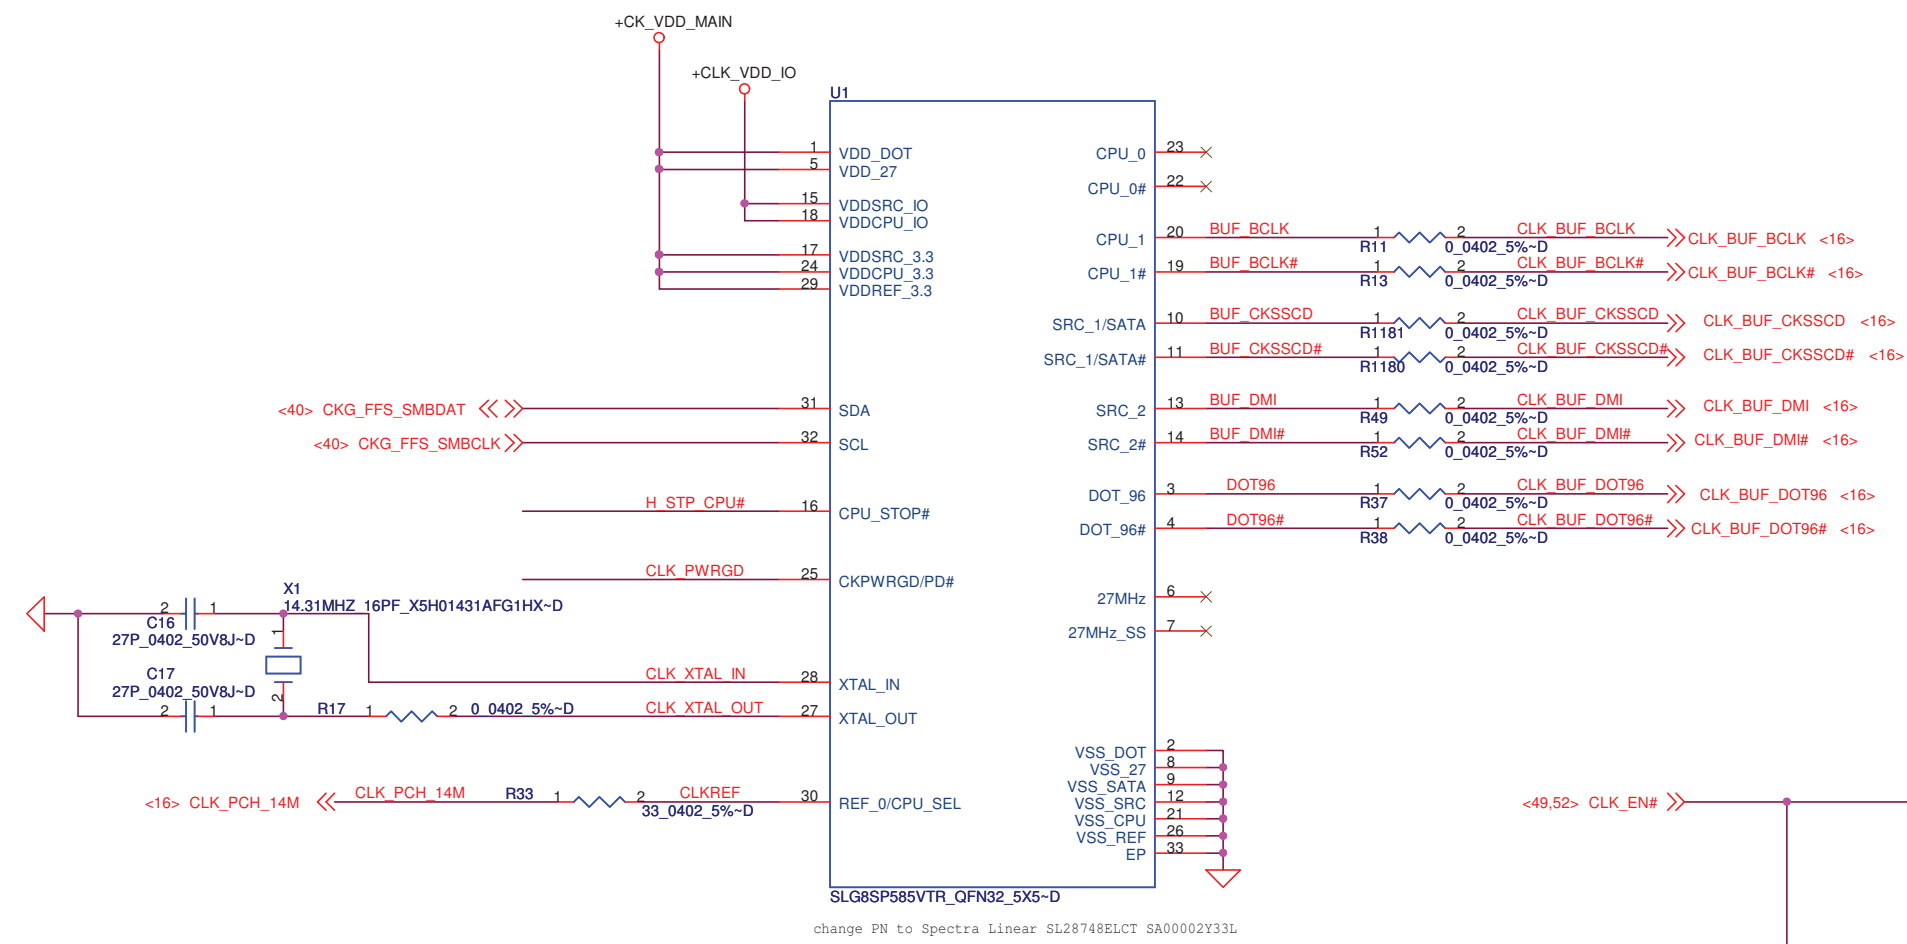 +CK_VDD_MAIN
+CLK_VDD_IO
U1
1 VDD_DOT
5 VDD_27
15 VDDSRC_IO
18 VDDCPU_IO
17 VDDSRC_3.3
24 VDDCPU_3.3
29 VDDREF_3.3
<40> CKG_FFS_SMBDAT 31 SDA
<40> CKG_FFS_SMBCLK 32 SCL
H_STP_CPU# 16 CPU_STOP#
CLK_PWRGD 25 CKPWRGD/PD#
X1
14.31MHZ_16PF_X5H01431AFG1HX~D
2 1
C16
27P_0402_50V8J~D
1
C17
27P_0402_50V8J~D
2
2 1
CLK_XTAL_IN 28 XTAL_IN
R17 1 2 0_0402_5%~D CLK_XTAL_OUT 27 XTAL_OUT
<16> CLK_PCH_14M CLK_PCH_14M R33 1 2 CLKREF 30 REF_0/CPU_SEL
33_0402_5%~D
CPU_0 23
CPU_0# 22
CPU_1 20 BUF_BCLK 1 2 CLK_BUF_BCLK CLK_BUF_BCLK <16>
R11 0_0402_5%~D
CPU_1# 19 BUF_BCLK# 1 2 CLK_BUF_BCLK# CLK_BUF_BCLK# <16>
R13 0_0402_5%~D
SRC_1/SATA 10 BUF_CKSSCD 1 2 CLK_BUF_CKSSCD CLK_BUF_CKSSCD <16>
R1181 0_0402_5%~D
SRC_1/SATA# 11 BUF_CKSSCD# 1 2 CLK_BUF_CKSSCD# CLK_BUF_CKSSCD# <16>
R1180 0_0402_5%~D
SRC_2 13 BUF_DMI 1 2 CLK_BUF_DMI CLK_BUF_DMI <16>
R49 0_0402_5%~D
SRC_2# 14 BUF_DMI# 1 2 CLK_BUF_DMI# CLK_BUF_DMI# <16>
R52 0_0402_5%~D
DOT_96 3 DOT96 1 2 CLK_BUF_DOT96 CLK_BUF_DOT96 <16>
R37 0_0402_5%~D
DOT_96# 4 DOT96# 1 2 CLK_BUF_DOT96# CLK_BUF_DOT96# <16>
R38 0_0402_5%~D
27MHz 6
27MHz_SS 7
VSS_DOT 2
VSS_27 8
VSS_SATA 9
VSS_SRC 12
VSS_CPU 21
VSS_REF 26
EP 33
<49,52> CLK_EN#
SLG8SP585VTR_QFN32_5X5~D
change PN to Spectra Linear SL28748ELCT SA00002Y33L